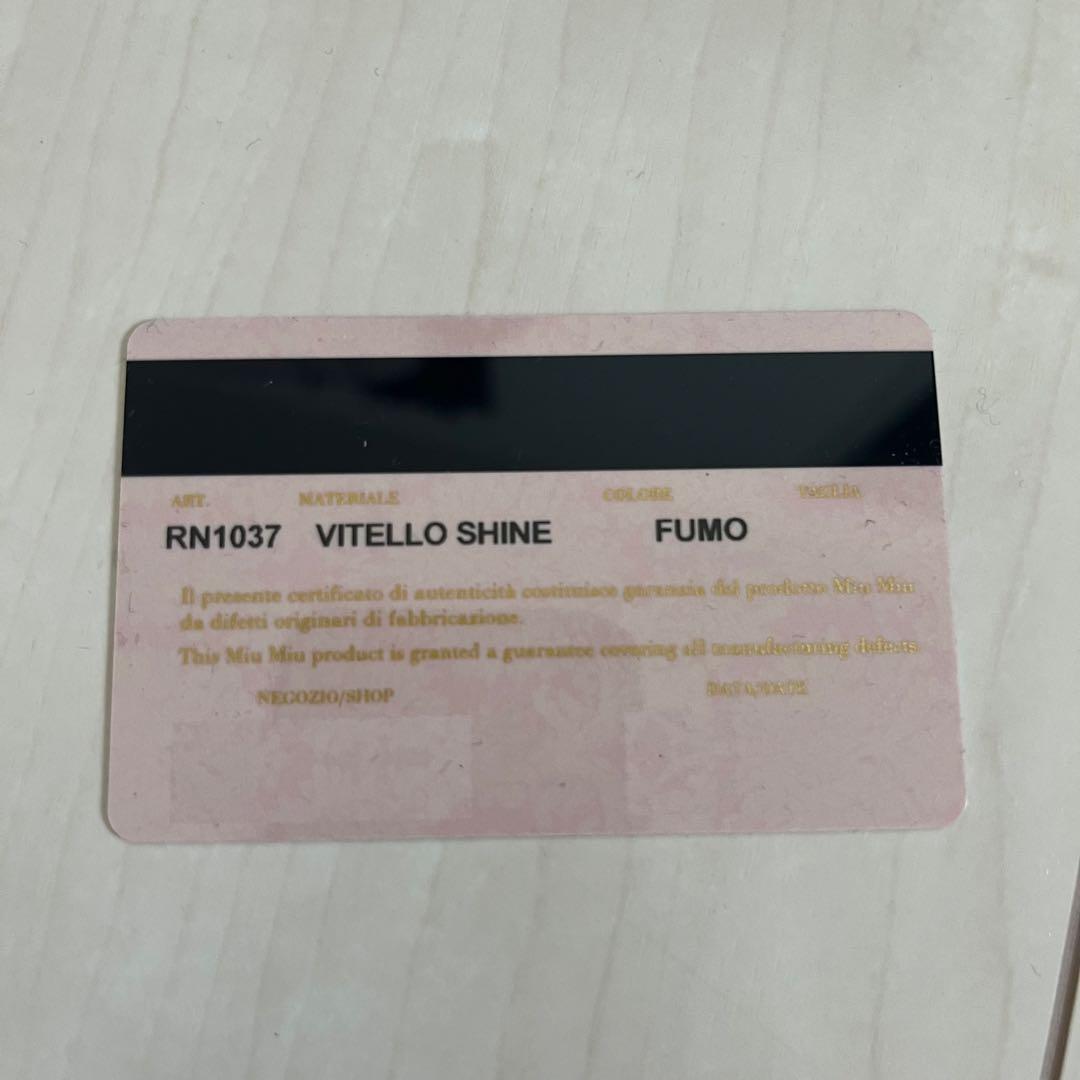 ART. MATERIALE COLORE TAGLIA
RN1037 VITELLO SHINE FUMO
Il presente certificato di autenticità costituisce garanzia del prodotto Miu Miu
da difetti originari di fabbricazione.
This Miu Miu product is granted a guarantee covering all manufacturing defects.
NEGOZIO/SHOP DATA/DATE